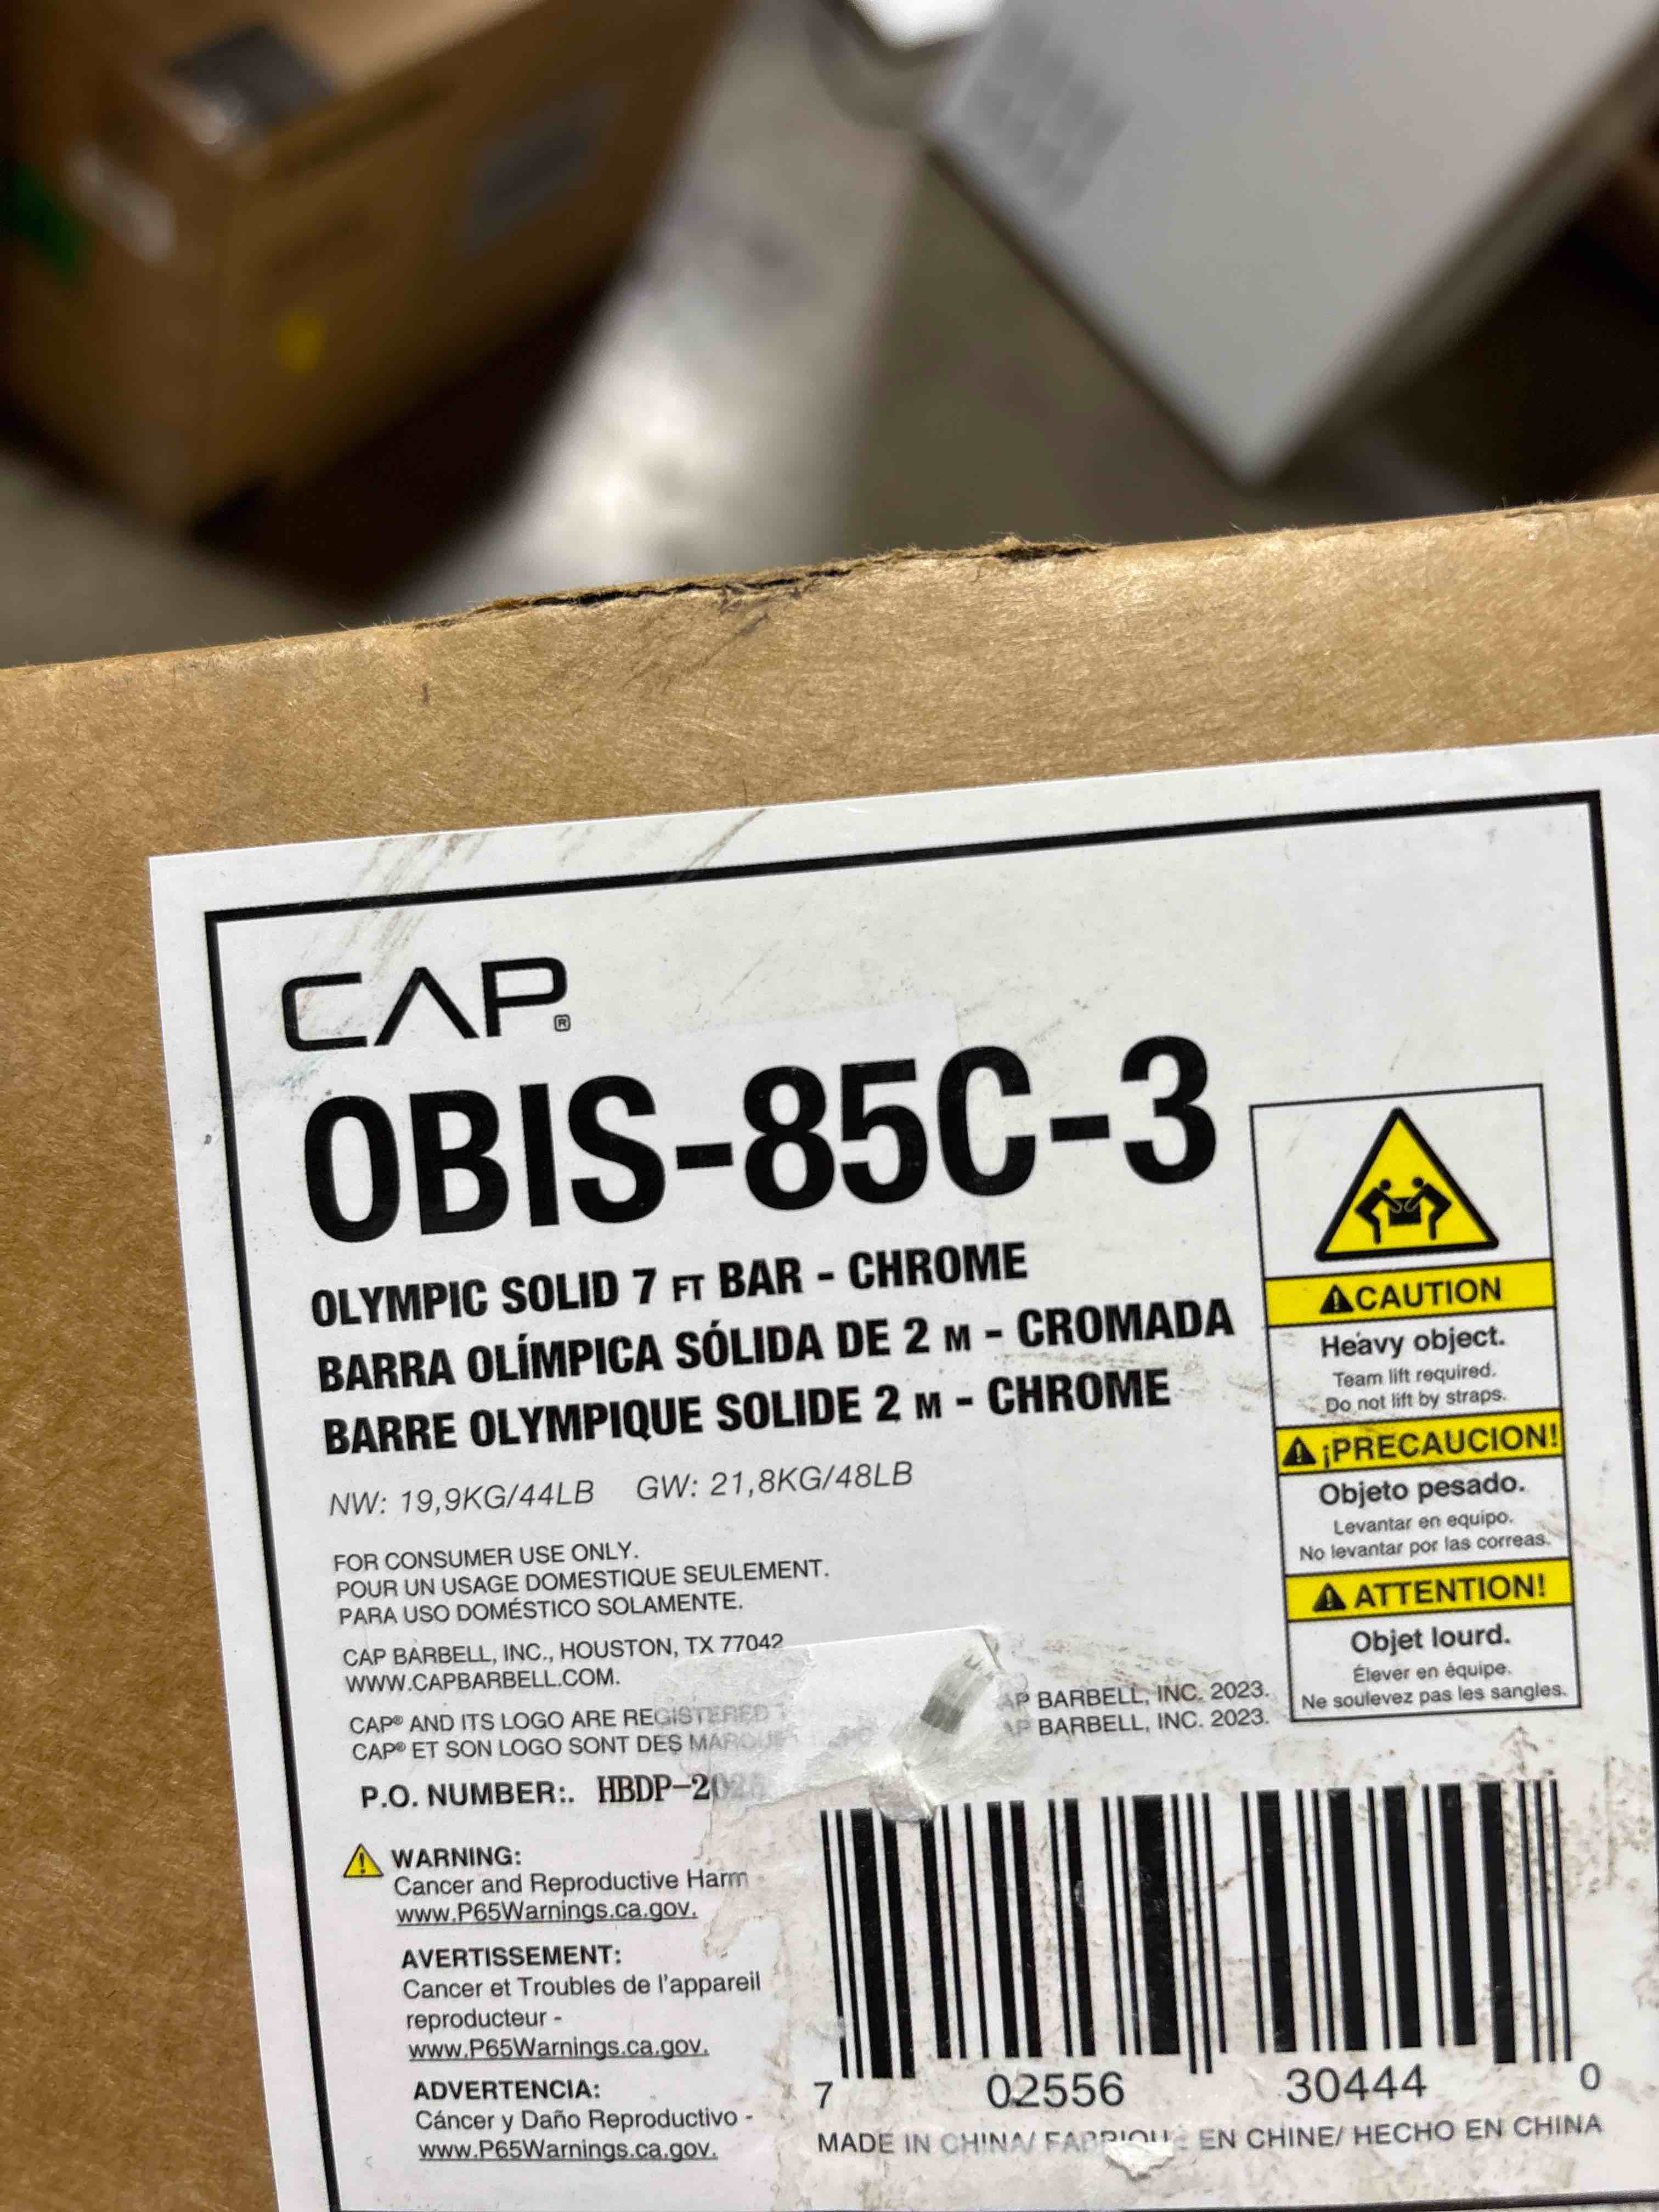 CAP®
OBIS-85C-3
OLYMPIC SOLID 7 FT BAR - CHROME
BARRA OLÍMPICA SÓLIDA DE 2 M - CROMADA
BARRE OLYMPIQUE SOLIDE 2 M - CHROME
NW: 19,9KG/44LB GW: 21,8KG/48LB
FOR CONSUMER USE ONLY.
POUR UN USAGE DOMESTIQUE SEULEMENT.
PARA USO DOMÉSTICO SOLAMENTE.
CAP BARBELL, INC., HOUSTON, TX 77042
WWW.CAPBARBELL.COM.
CAP® AND ITS LOGO ARE REGISTERED BARBELL, INC. 2023.
CAP® ET SON LOGO SONT DES BARBELL, INC. 2023.
P.O. NUMBER:.
⚠ WARNING:
Cancer and Reproductive Harm -
www.P65Warnings.ca.gov.
AVERTISSEMENT:
Cancer et Troubles de l'appareil
reproducteur -
www.P65Warnings.ca.gov.
ADVERTENCIA:
Cáncer y Daño Reproductivo -
www.P65Warnings.ca.gov.
⚠CAUTION
Heavy object.
Team lift required.
Do not lift by straps.
⚠ ¡PRECAUCION!
Objeto pesado.
Levantar en equipo.
No levantar por las correas.
⚠ ATTENTION!
Objet lourd.
Élever en équipe.
Ne soulevez pas les sangles.
7 02556 30444 0
MADE IN CHINA/ EN CHINE/ HECHO EN CHINA